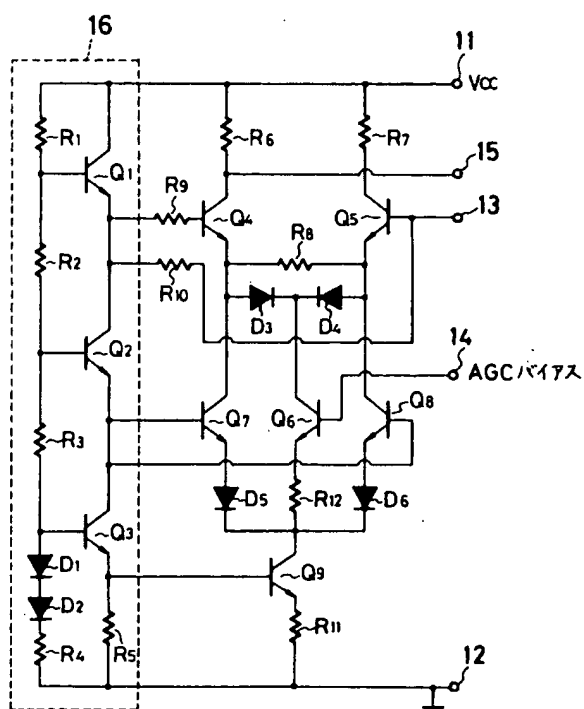 16
11
VCC
R1
R6
R7
15
Q1
R9
Q4
Q5
13
R2
R8
R10
D3
D4
14
Q2
AGCバイアス
Q7
Q6
Q8
R3
D5
R12
D6
Q3
D1
Q9
D2
R5
R11
R4
12